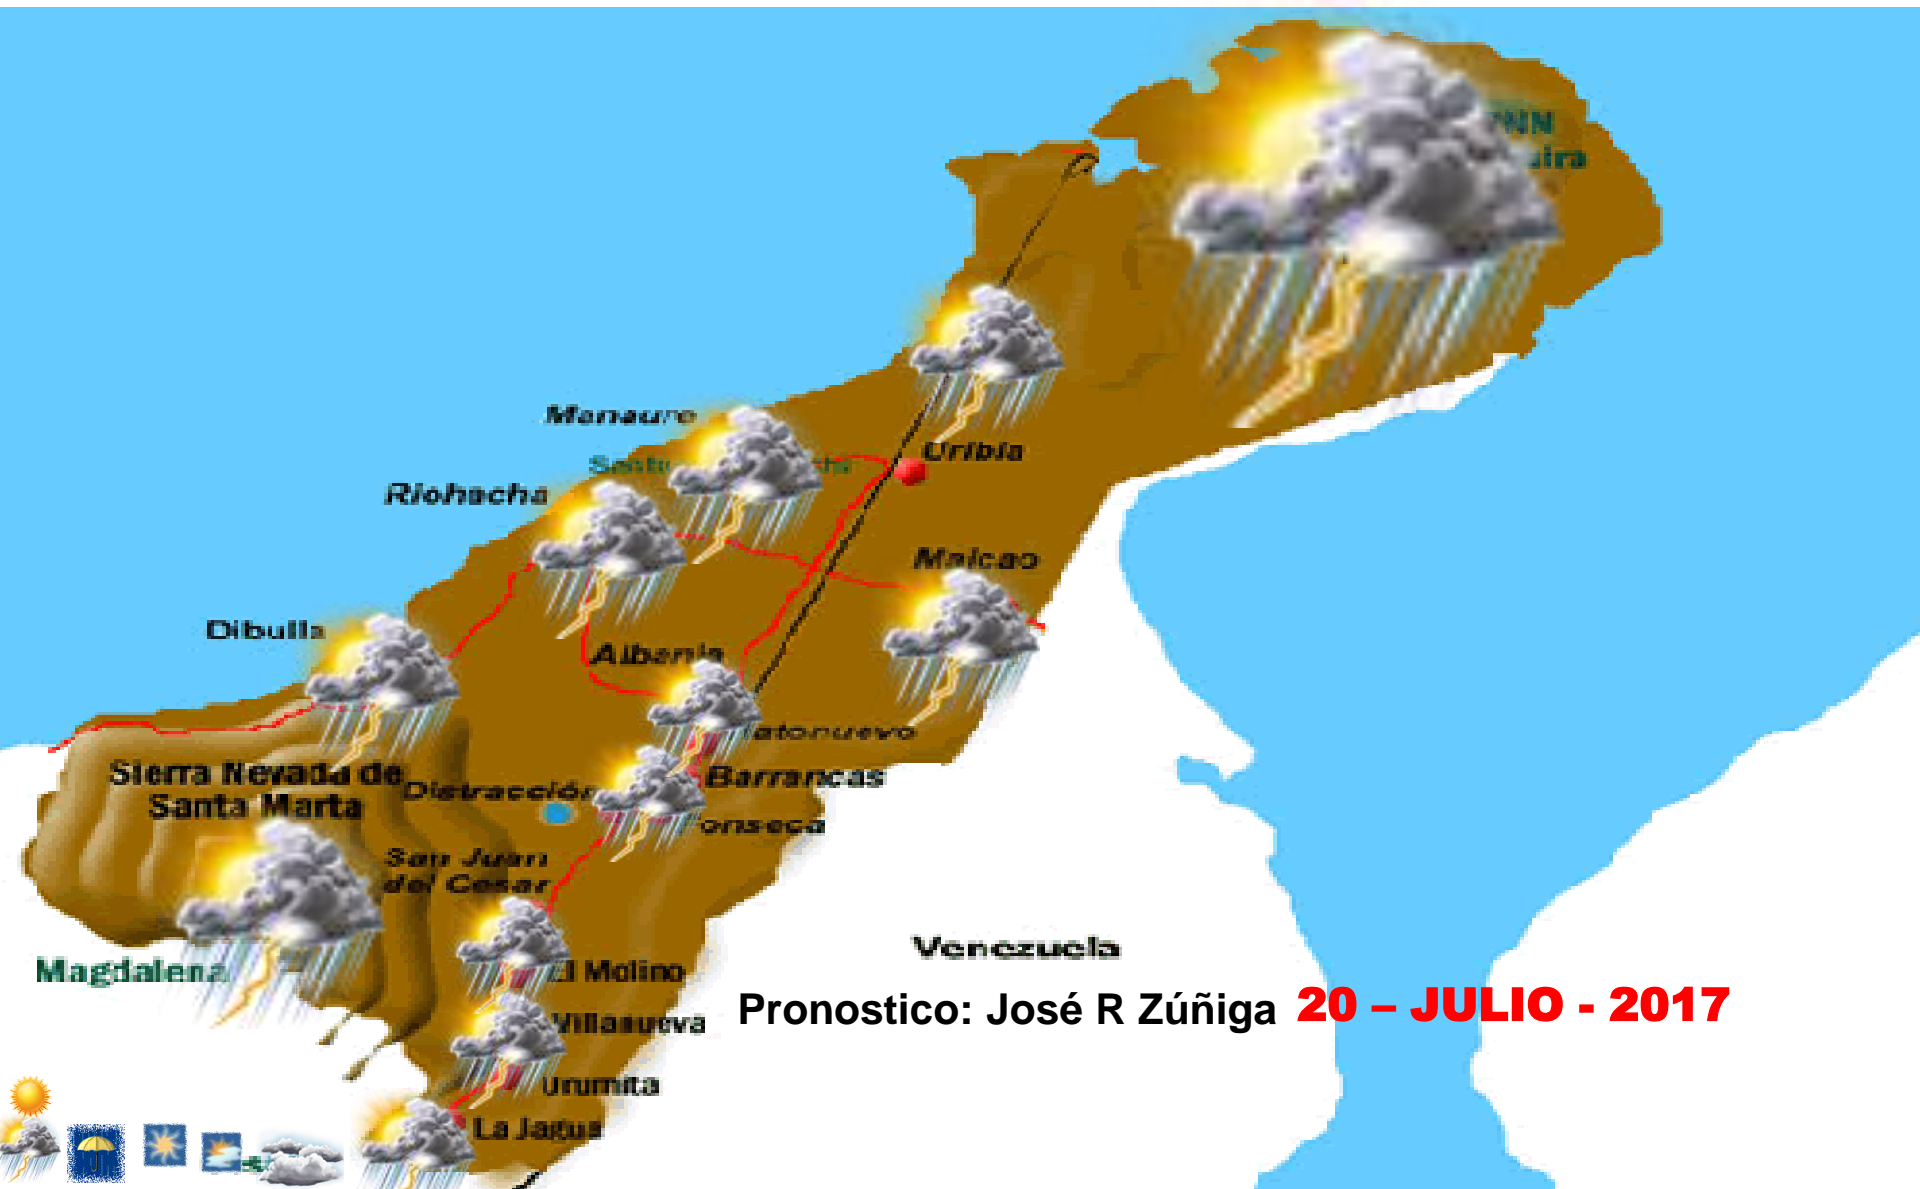 Manaure
Uribia
Riohacha
Maicao
Dibulla
Albania
Barrancas
Sierra Nevada de
Santa Marta
Distracción
San Juan
del Cesar
Venezuela
Magdalena
El Molino
Pronostico: José R Zúñiga 20 – JULIO - 2017
Villanueva
Urumita
La Jagua